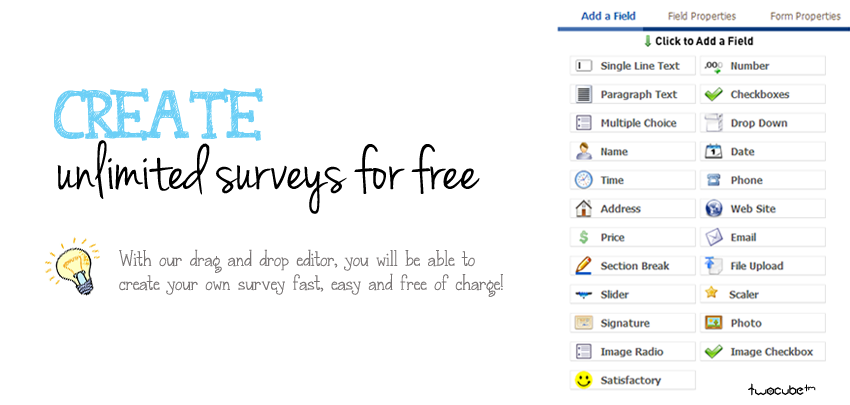 CREATE
unlimited surveys for free
With our drag and drop editor, you will be able to
create your own survey fast, easy and free of charge!
Add a Field Field Properties Form Properties
Click to Add a Field
Single Line Text .00 Number
Paragraph Text Checkboxes
Multiple Choice Drop Down
Name 1 Date
Time Phone
Address Web Site
$ Price Email
Section Break File Upload
Slider Scaler
Signature Photo
Image Radio Image Checkbox
Satisfactory
twocube™